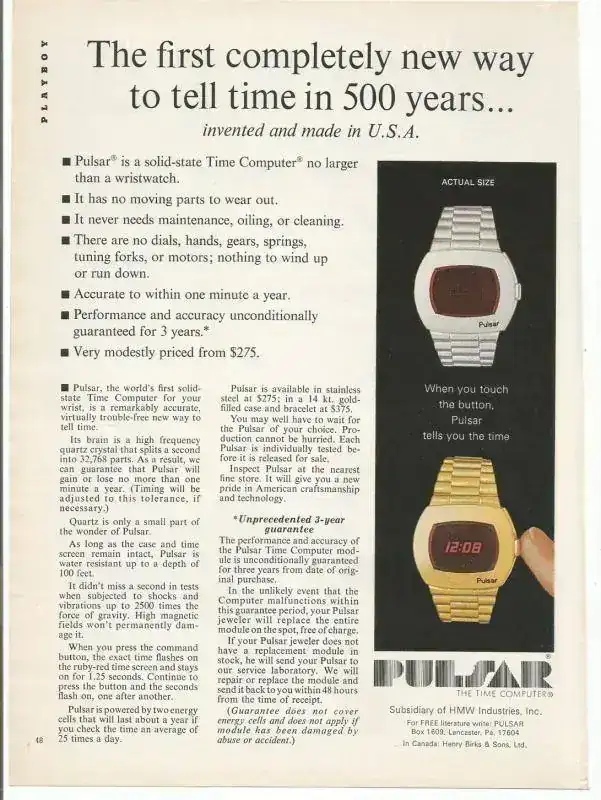 PLAYBOY
The first completely new way
to tell time in 500 years...
invented and made in U.S.A.
■ Pulsar® is a solid-state Time Computer® no larger
than a wristwatch.
■ It has no moving parts to wear out.
■ It never needs maintenance, oiling, or cleaning.
■ There are no dials, hands, gears, springs,
tuning forks, or motors; nothing to wind up
or run down.
■ Accurate to within one minute a year.
■ Performance and accuracy unconditionally
guaranteed for 3 years.*
■ Very modestly priced from $275.
■ Pulsar, the world's first solid-
state Time Computer for your
wrist, is a remarkably accurate,
virtually trouble-free new way to
tell time.
Its brain is a high frequency
quartz crystal that splits a second
into 32,768 parts. As a result, we
can guarantee that Pulsar will
gain or lose no more than one
minute a year. (Timing will be
adjusted to this tolerance, if
necessary.)
Quartz is only a small part of
the wonder of Pulsar.
As long as the case and time
screen remain intact, Pulsar is
water resistant up to a depth of
100 feet.
It didn't miss a second in tests
when subjected to shocks and
vibrations up to 2500 times the
force of gravity. High magnetic
fields won't permanently dam-
age it.
When you press the command
button, the exact time flashes on
the ruby-red time screen and stays
on for 1.25 seconds. Continue to
press the button and the seconds
flash on, one after another.
Pulsar is powered by two energy
cells that will last about a year if
you check the time an average of
25 times a day.
48
Pulsar is available in stainless
steel at $275; in a 14 kt. gold-
filled case and bracelet at $375.
You may well have to wait for
the Pulsar of your choice. Pro-
duction cannot be hurried. Each
Pulsar is individually tested be-
fore it is released for sale.
Inspect Pulsar at the nearest
fine store. It will give you a new
pride in American craftsmanship
and technology.
*Unprecedented 3-year
guarantee
The performance and accuracy of
the Pulsar Time Computer mod-
ule is unconditionally guaranteed
for three years from date of orig-
inal purchase.
In the unlikely event that the
Computer malfunctions within
this guarantee period, your Pulsar
jeweler will replace the entire
module on the spot, free of charge.
If your Pulsar jeweler does not
have a replacement module in
stock, he will send your Pulsar to
our service laboratory. We will
repair or replace the module and
send it back to you within 48 hours
from the time of receipt.
(Guarantee does not cover
energy cells and does not apply if
module has been damaged by
abuse or accident.)
ACTUAL SIZE
Pulsar
When you touch
the button,
Pulsar
tells you the time
12:08
Pulsar
PULSAR®
THE TIME COMPUTER®
Subsidiary of HMW Industries, Inc.
For FREE literature write: PULSAR
Box 1609, Lancaster, Pa. 17604
In Canada: Henry Birks & Sons, Ltd.